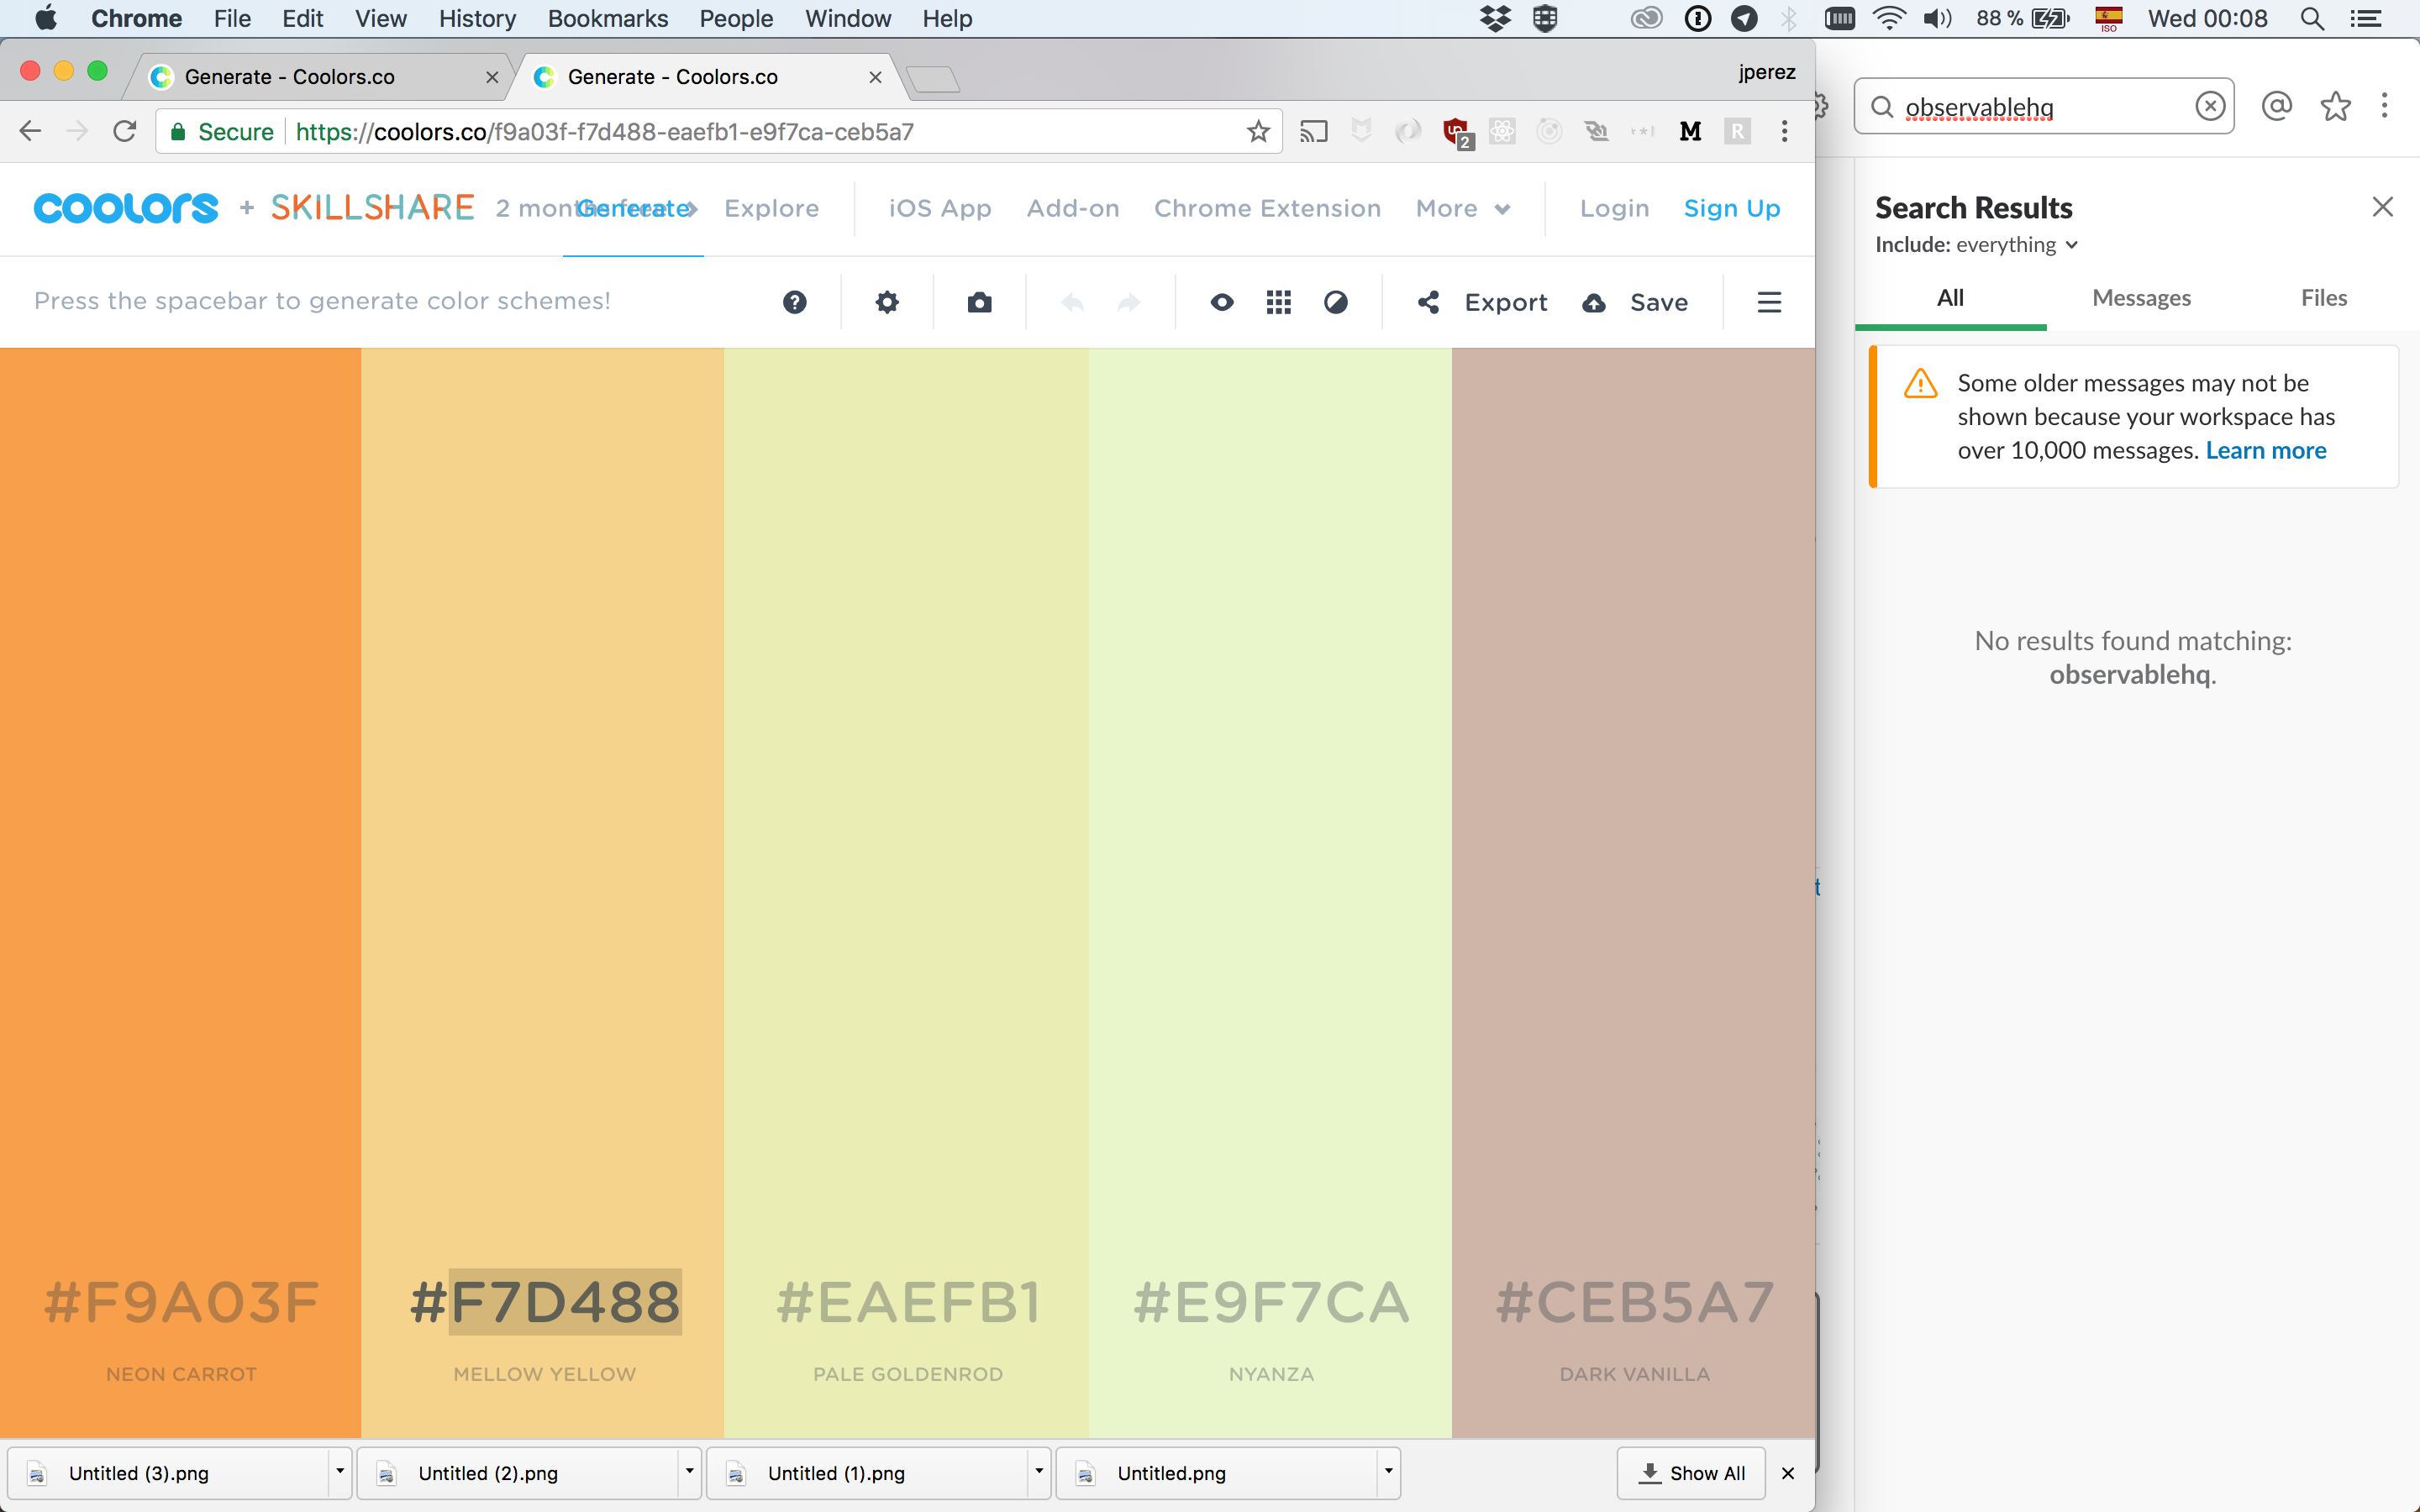 Chrome File Edit View History Bookmarks People Window Help 88 % ISO Wed 00:08
Generate - Coolors.co Generate - Coolors.co jperez
Secure https://coolors.co/f9a03f-f7d488-eaefb1-e9f7ca-ceb5a7 2 M R
coolors + SKILLSHARE 2 months free Generate Explore iOS App Add-on Chrome Extension More Login Sign Up
Press the spacebar to generate color schemes! Export Save
#F9A03F #F7D488 #EAEFB1 #E9F7CA #CEB5A7
NEON CARROT MELLOW YELLOW PALE GOLDENROD NYANZA DARK VANILLA
Untitled (3).png Untitled (2).png Untitled (1).png Untitled.png Show All
observablehq
Search Results
Include: everything
All Messages Files
Some older messages may not be
shown because your workspace has
over 10,000 messages. Learn more
No results found matching:
observablehq.